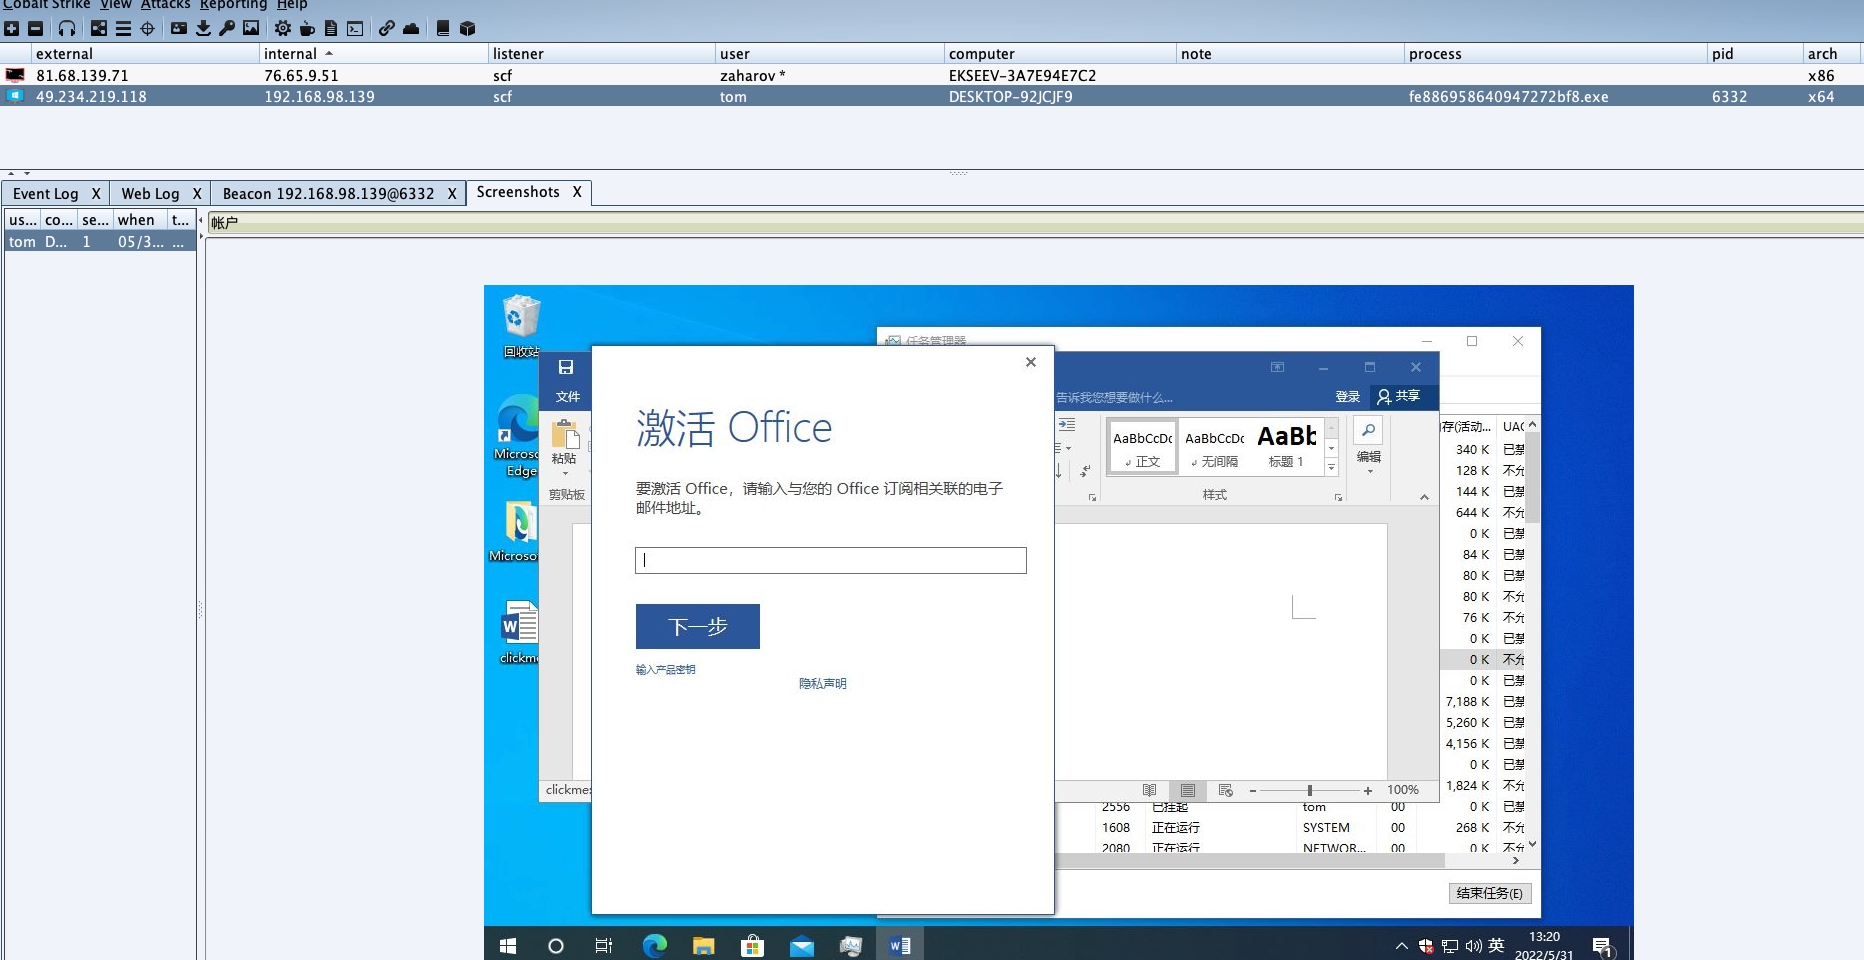 Cobalt Strike View Attacks Reporting Help
external internal listener user computer note process pid arch
81.68.139.71 76.65.9.51 scf zaharov * EKSEEV-3A7E94E7C2 x86
49.234.219.118 192.168.98.139 scf tom DESKTOP-92JCJF9 fe886958640947272bf8.exe 6332 x64
Event Log X Web Log X Beacon 192.168.98.139@6332 X Screenshots X
us... co... se... when t...
tom D... 1 05/3... ...
帐户
回收站
Microso
Edge
Microso
clickme
任务管理器
文件
告诉我您想要做什么...
登录 共享
粘贴
剪贴板
AaBbCcDc AaBbCcDc AaBb
正文 无间隔 标题 1
样式
编辑
激活 Office
要激活 Office，请输入与您的 Office 订阅相关联的电子
邮件地址。
下一步
输入产品密钥
隐私声明
clickme:
100%
存(活动... UAC
340 K 已禁
128 K 不允
144 K 已禁
644 K 不允
0 K 已禁
84 K 已禁
80 K 已禁
80 K 不允
76 K 不允
0 K 已禁
0 K 不允
0 K 已禁
7,188 K 已禁
5,260 K 已禁
4,156 K 已禁
0 K 已禁
1,824 K 不允
2556 已挂起 tom 00 0 K 已禁
1608 正在运行 SYSTEM 00 268 K 不允
2080 正在运行 NETWOR... 00 0 K 不允
结束任务(E)
英
13:20
2022/5/31
1